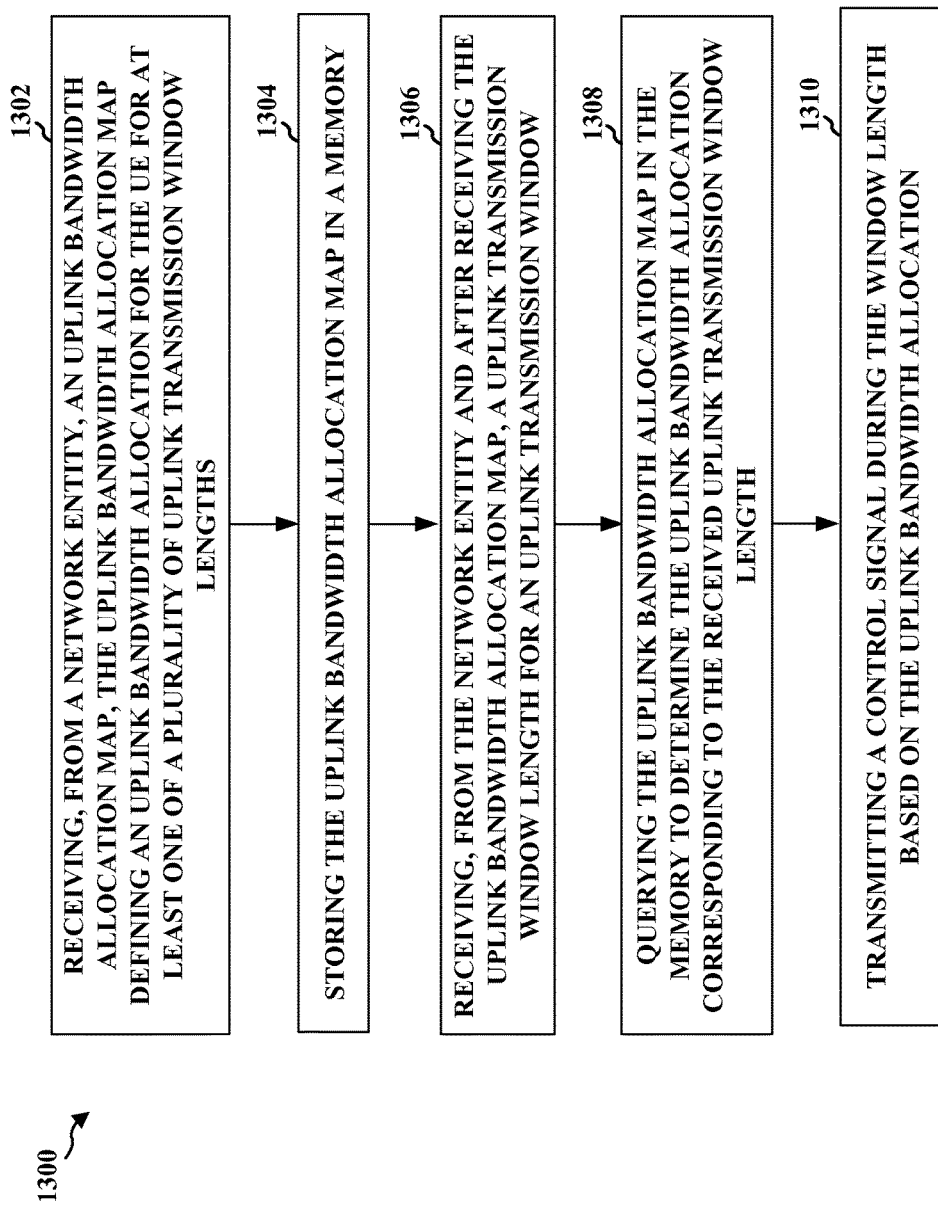 1300
1302
RECEIVING, FROM A NETWORK ENTITY, AN UPLINK BANDWIDTH
ALLOCATION MAP, THE UPLINK BANDWIDTH ALLOCATION MAP
DEFINING AN UPLINK BANDWIDTH ALLOCATION FOR THE UE FOR AT
LEAST ONE OF A PLURALITY OF UPLINK TRANSMISSION WINDOW
LENGTHS
1304
STORING THE UPLINK BANDWIDTH ALLOCATION MAP IN A MEMORY
1306
RECEIVING, FROM THE NETWORK ENTITY AND AFTER RECEIVING THE
UPLINK BANDWIDTH ALLOCATION MAP, A UPLINK TRANSMISSION
WINDOW LENGTH FOR AN UPLINK TRANSMISSION WINDOW
1308
QUERYING THE UPLINK BANDWIDTH ALLOCATION MAP IN THE
MEMORY TO DETERMINE THE UPLINK BANDWIDTH ALLOCATION
CORRESPONDING TO THE RECEIVED UPLINK TRANSMISSION WINDOW
LENGTH
1310
TRANSMITTING A CONTROL SIGNAL DURING THE WINDOW LENGTH
BASED ON THE UPLINK BANDWIDTH ALLOCATION